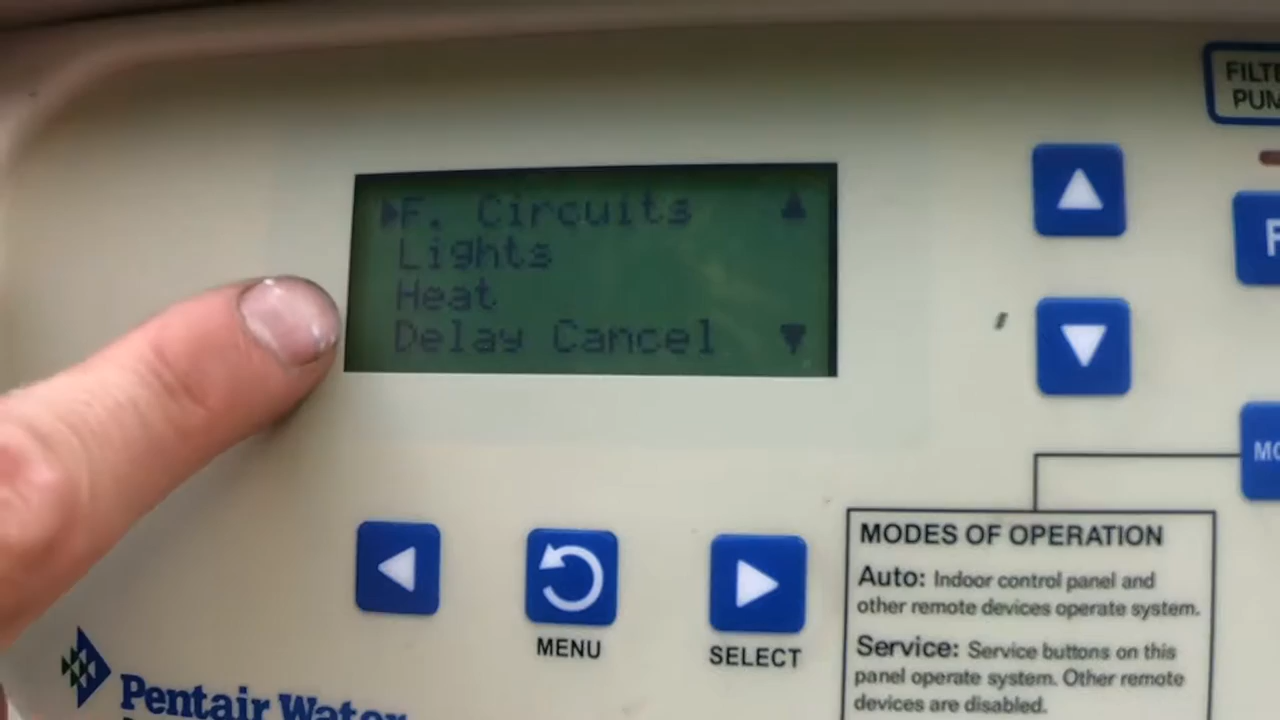 F. Circuits
Lights
Heat
Delay Cancel
MENU
SELECT
MODES OF OPERATION
Auto: Indoor control panel and
other remote devices operate system.
Service: Service buttons on this
panel operate system. Other remote
devices are disabled.
Pentair Water